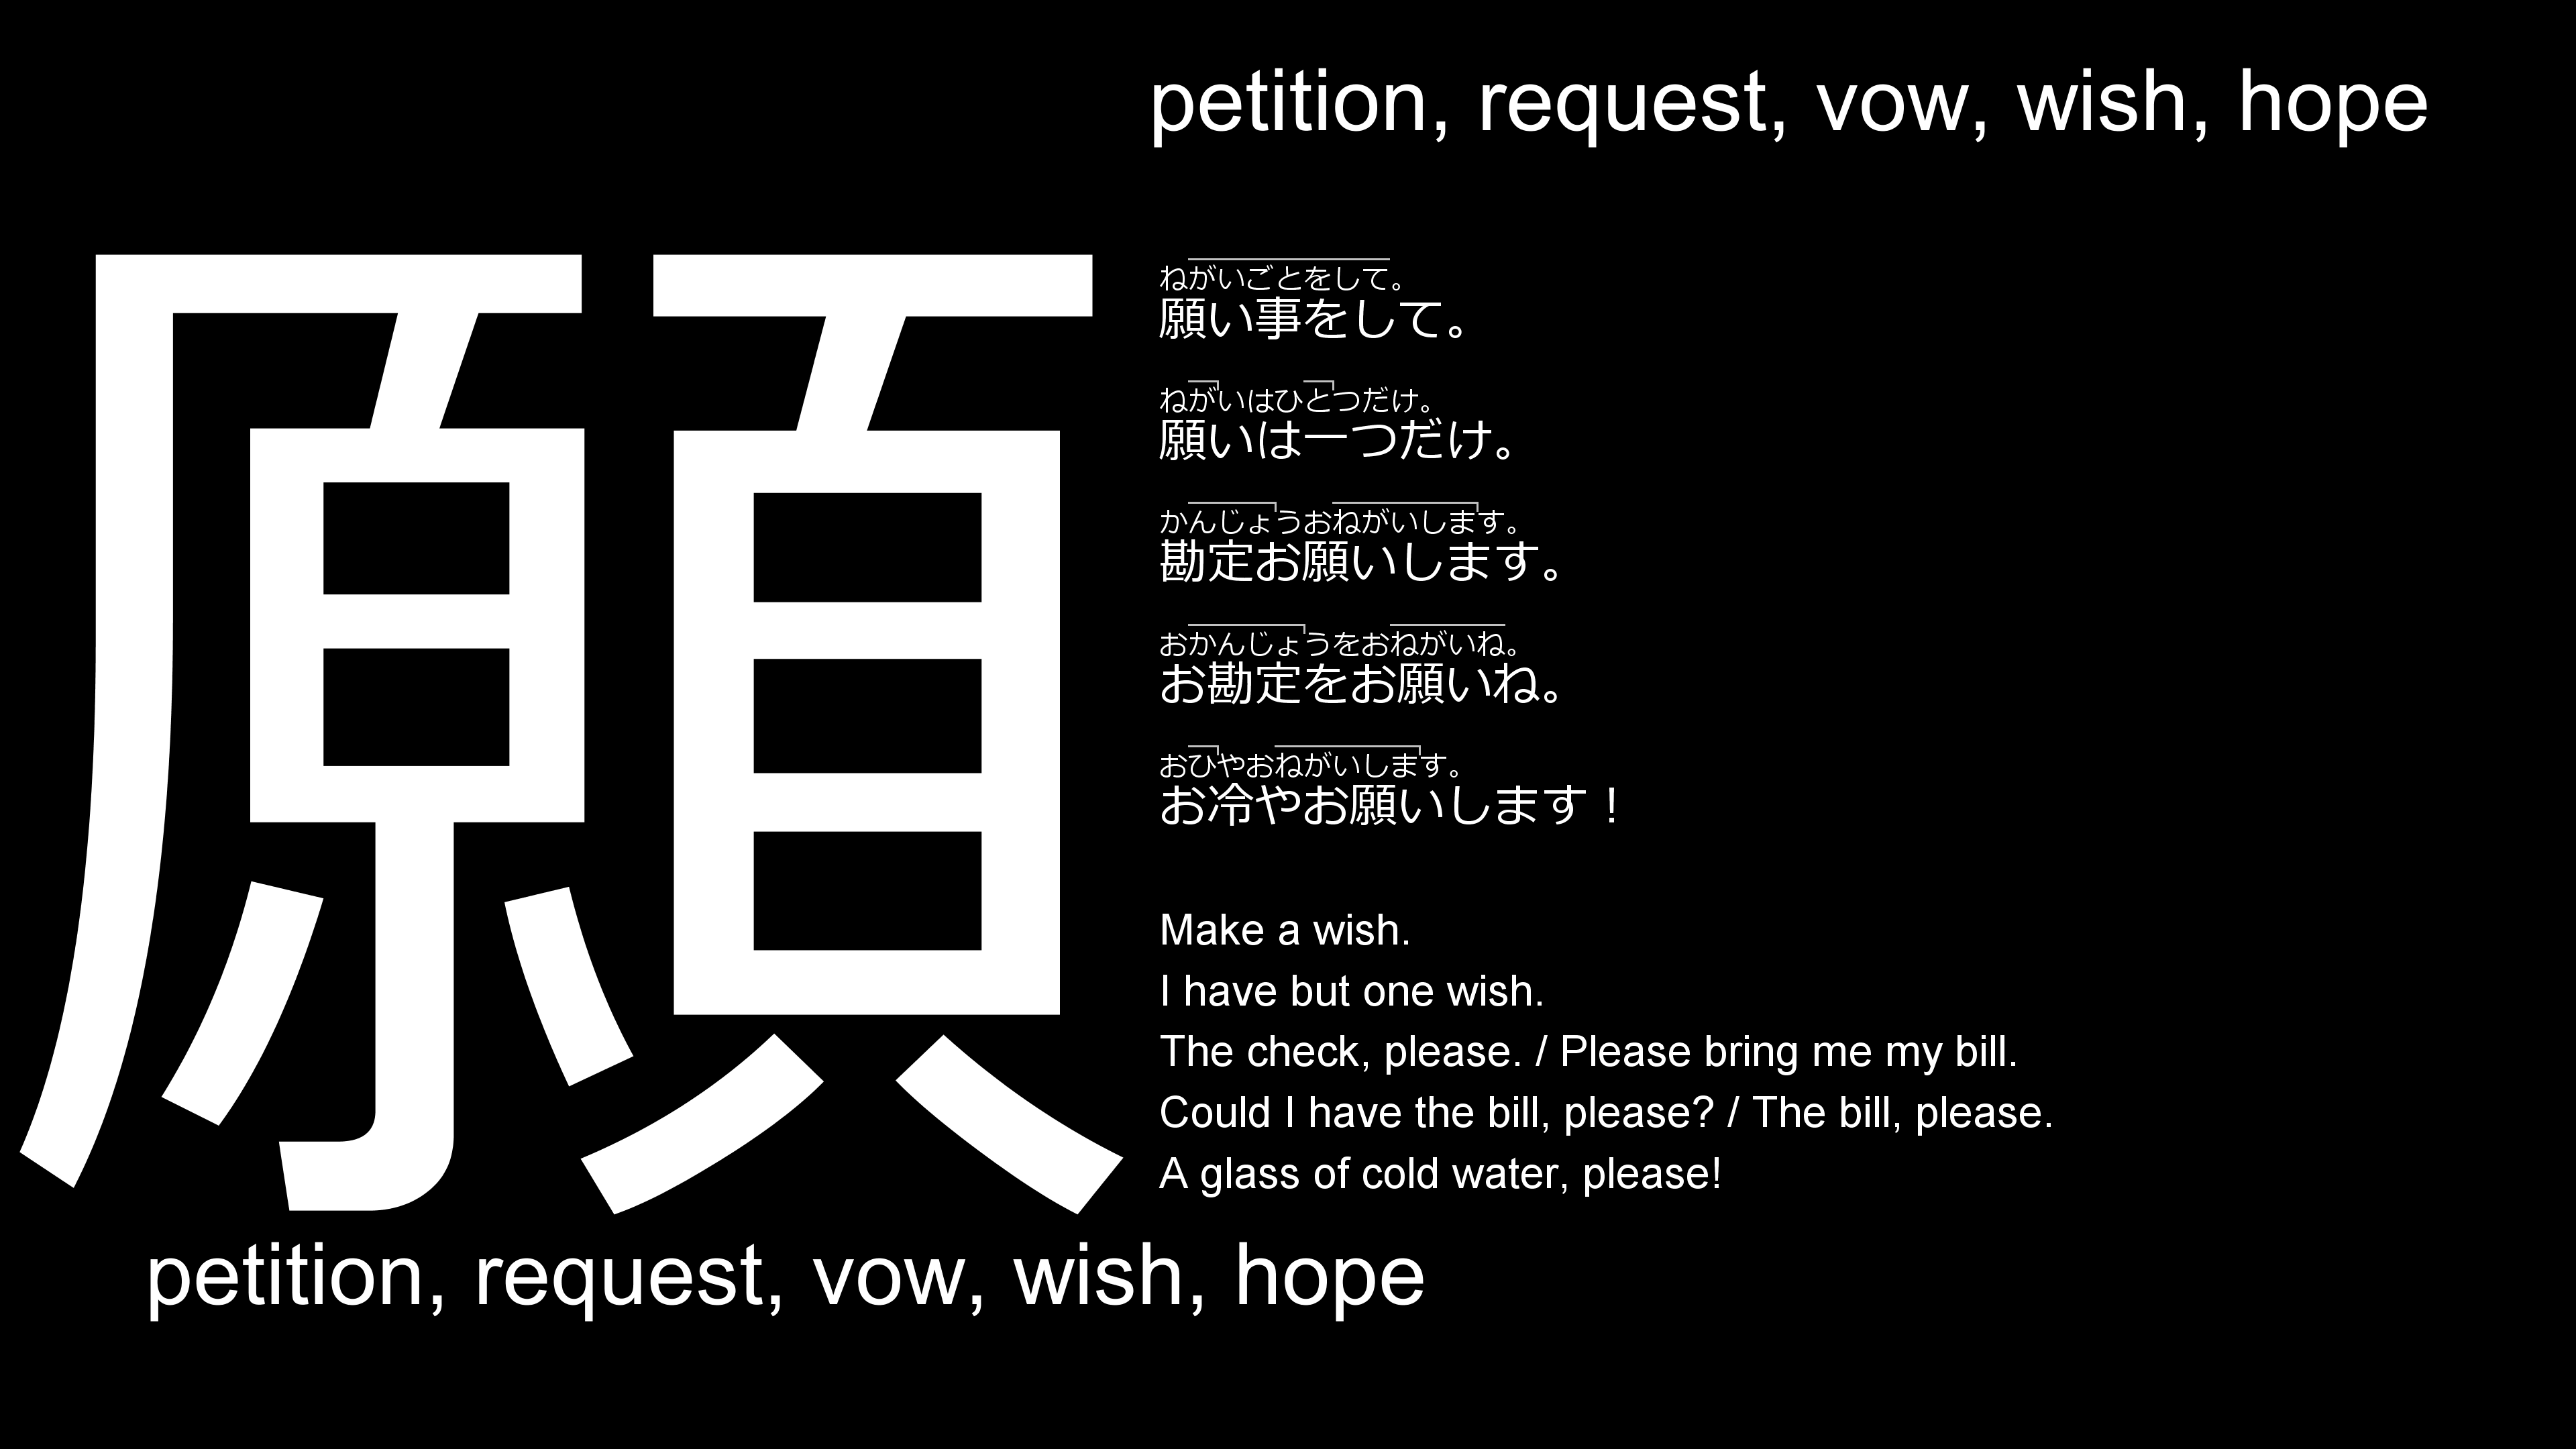 petition, request, vow, wish, hope
願
ねがいごとをして。
願い事をして。
ねがいはひとつだけ。
願いは一つだけ。
かんじょうおねがいします。
勘定お願いします。
おかんじょうをおねがいね。
お勘定をお願いね。
おひやおねがいします。
お冷やお願いします！
Make a wish.
I have but one wish.
The check, please. / Please bring me my bill.
Could I have the bill, please? / The bill, please.
A glass of cold water, please!
petition, request, vow, wish, hope